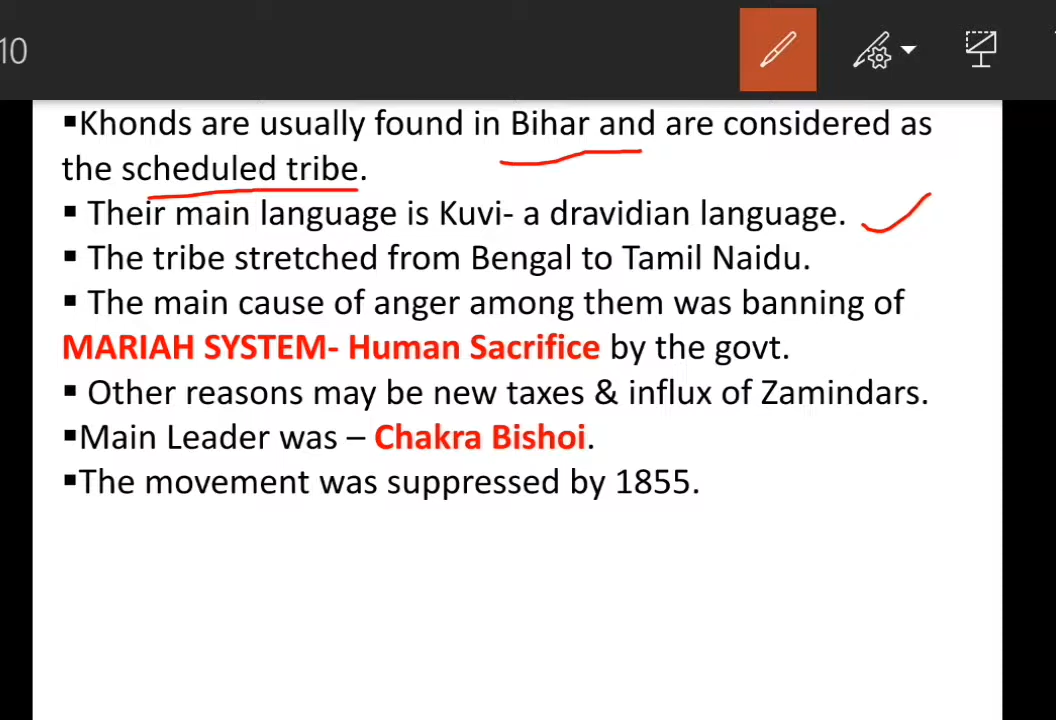 10
▪Khonds are usually found in Bihar and are considered as
the scheduled tribe.
▪ Their main language is Kuvi- a dravidian language.
▪ The tribe stretched from Bengal to Tamil Naidu.
▪ The main cause of anger among them was banning of
MARIAH SYSTEM- Human Sacrifice by the govt.
▪ Other reasons may be new taxes & influx of Zamindars.
▪Main Leader was – Chakra Bishoi.
▪The movement was suppressed by 1855.